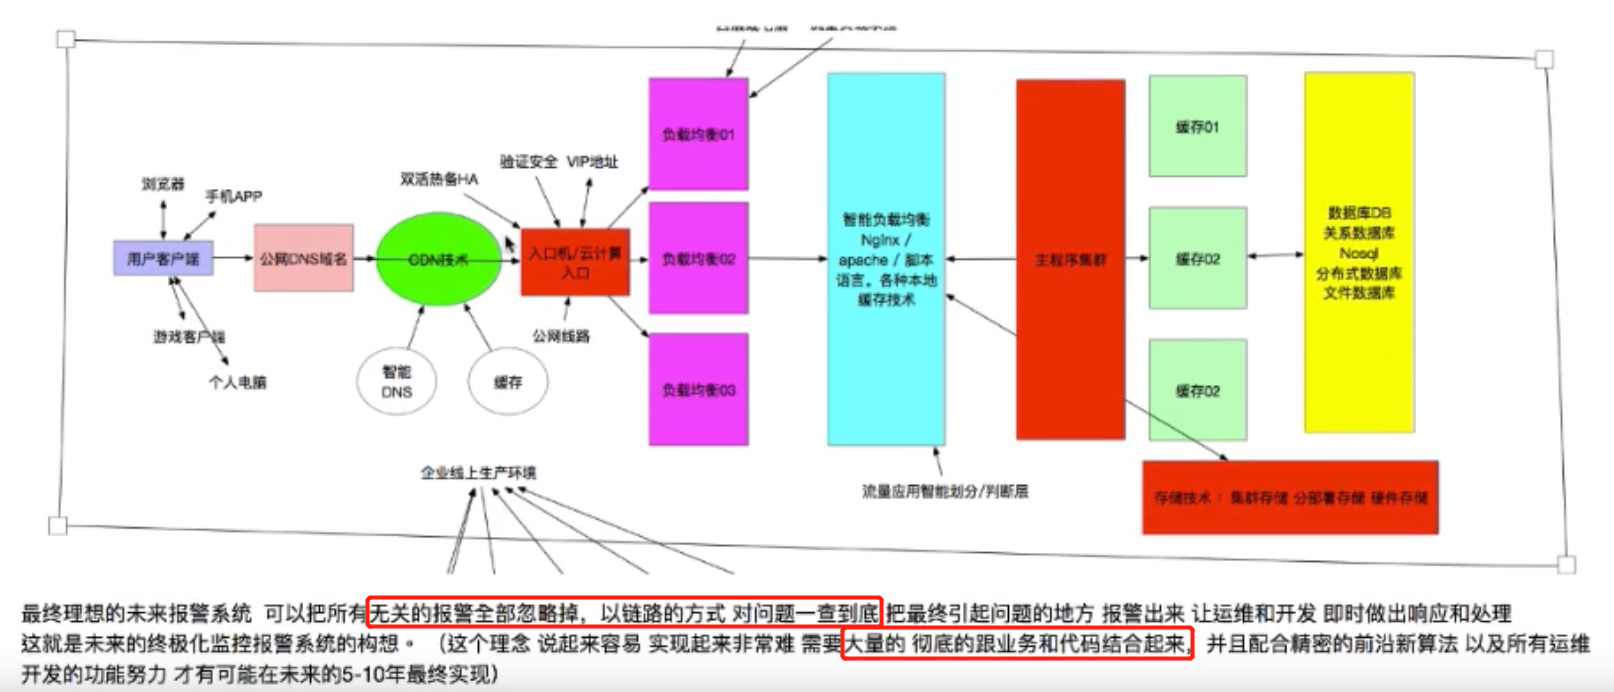 浏览器
手机APP
用户客户端
游戏客户端
个人电脑
公网DNS域名
CDN技术
智能
DNS
缓存
双活热备HA
验证安全 VIP地址
入口机/云计算
入口
公网线路
负载均衡01
负载均衡02
负载均衡03
智能负载均衡
Nginx /
apache / 脚本
语言。各种本地
缓存技术
流量应用智能划分/判断层
主程序集群
缓存01
缓存02
缓存02
数据库DB
关系数据库
Nosql
分布式数据库
文件数据库
存储技术： 集群存储 分部署存储 硬件存储
企业线上生产环境
最终理想的未来报警系统 可以把所有无关的报警全部忽略掉，以链路的方式 对问题一查到底 把最终引起问题的地方 报警出来 让运维和开发 即时做出响应和处理
这就是未来的终极化监控报警系统的构想。 （这个理念 说起来容易 实现起来非常难 需要大量的 彻底的跟业务和代码结合起来，并且配合精密的前沿新算法 以及所有运维
开发的功能努力 才有可能在未来的5-10年最终实现）